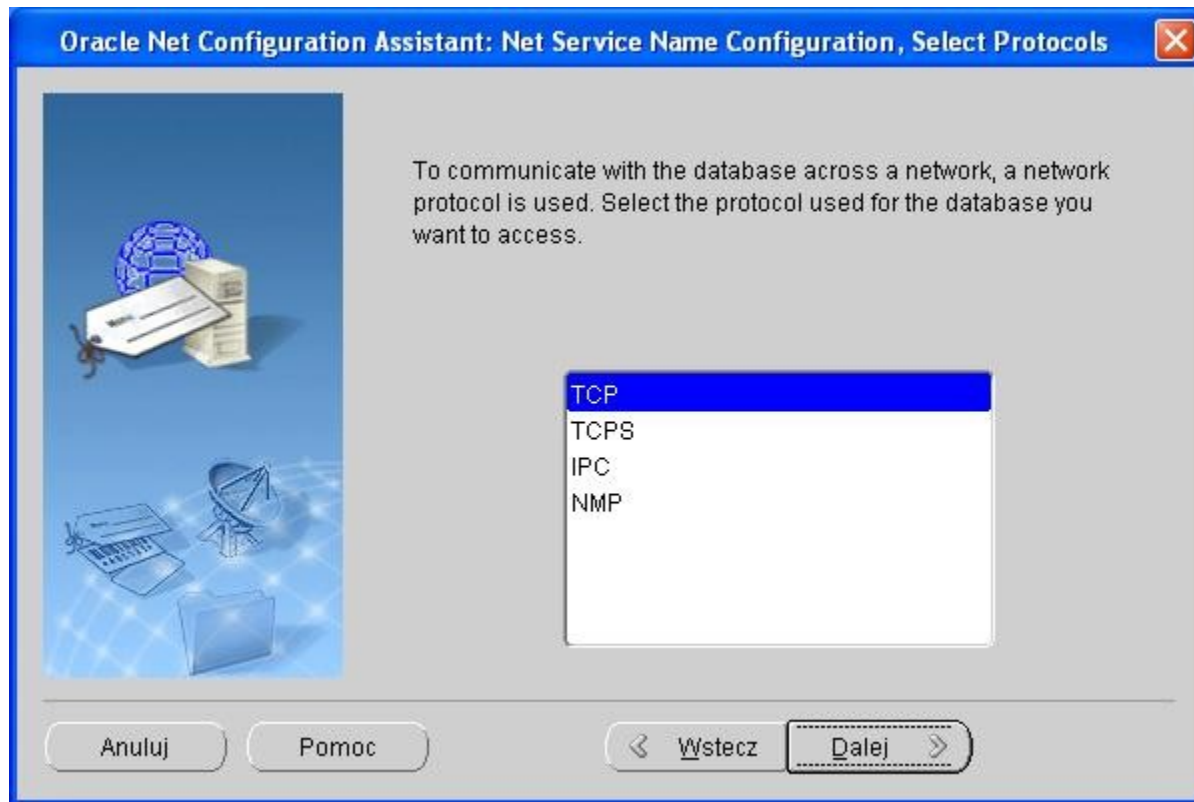 Oracle Net Configuration Assistant: Net Service Name Configuration, Select Protocols
To communicate with the database across a network, a network
protocol is used. Select the protocol used for the database you
want to access.
TCP
TCPS
IPC
NMP
Anuluj Pomoc Wstecz Dalej